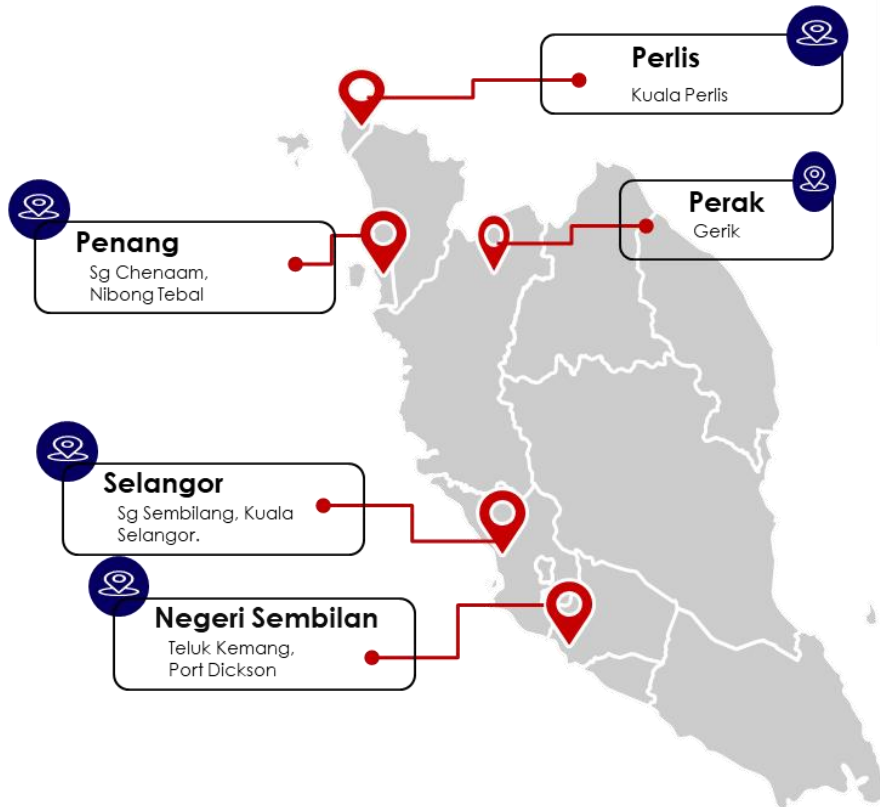 Perlis
Kuala Perlis
Perak
Gerik
Penang
Sg Chenaam,
Nibong Tebal
Selangor
Sg Sembilang, Kuala
Selangor.
Negeri Sembilan
Teluk Kemang,
Port Dickson